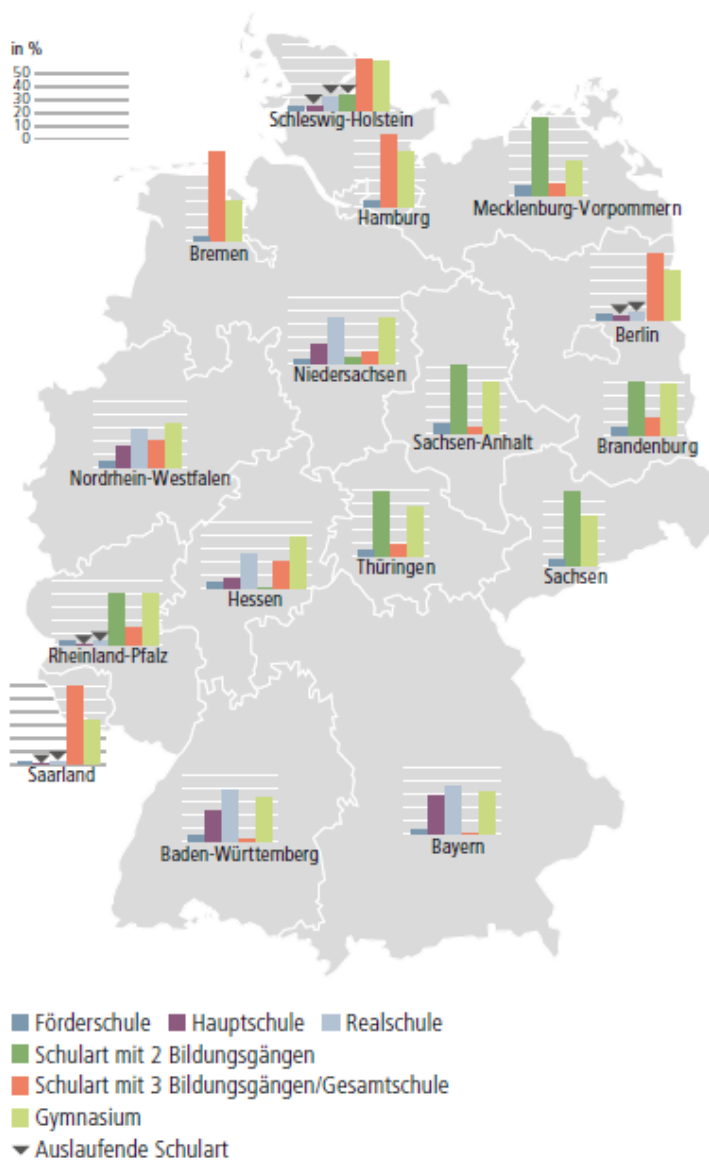 in %
50
40
30
20
10
0
Schleswig-Holstein
Hamburg
Mecklenburg-Vorpommern
Bremen
Berlin
Niedersachsen
Sachsen-Anhalt
Brandenburg
Nordrhein-Westfalen
Thüringen
Sachsen
Hessen
Rheinland-Pfalz
Saarland
Baden-Württemberg
Bayern
Förderschule Hauptschule Realschule
Schulart mit 2 Bildungsgängen
Schulart mit 3 Bildungsgängen/Gesamtschule
Gymnasium
Auslaufende Schulart